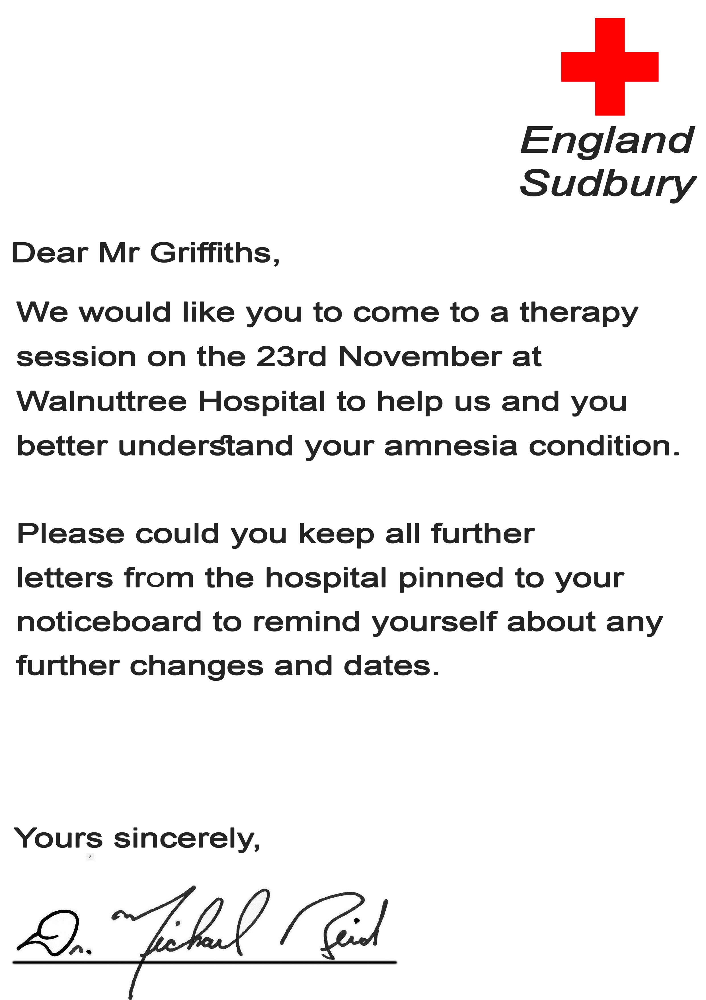 England
Sudbury
Dear Mr Griffiths,
We would like you to come to a therapy
session on the 23rd November at
Walnuttree Hospital to help us and you
better understand your amnesia condition.
Please could you keep all further
letters from the hospital pinned to your
noticeboard to remind yourself about any
further changes and dates.
Yours sincerely,
Dr. Michael Reid